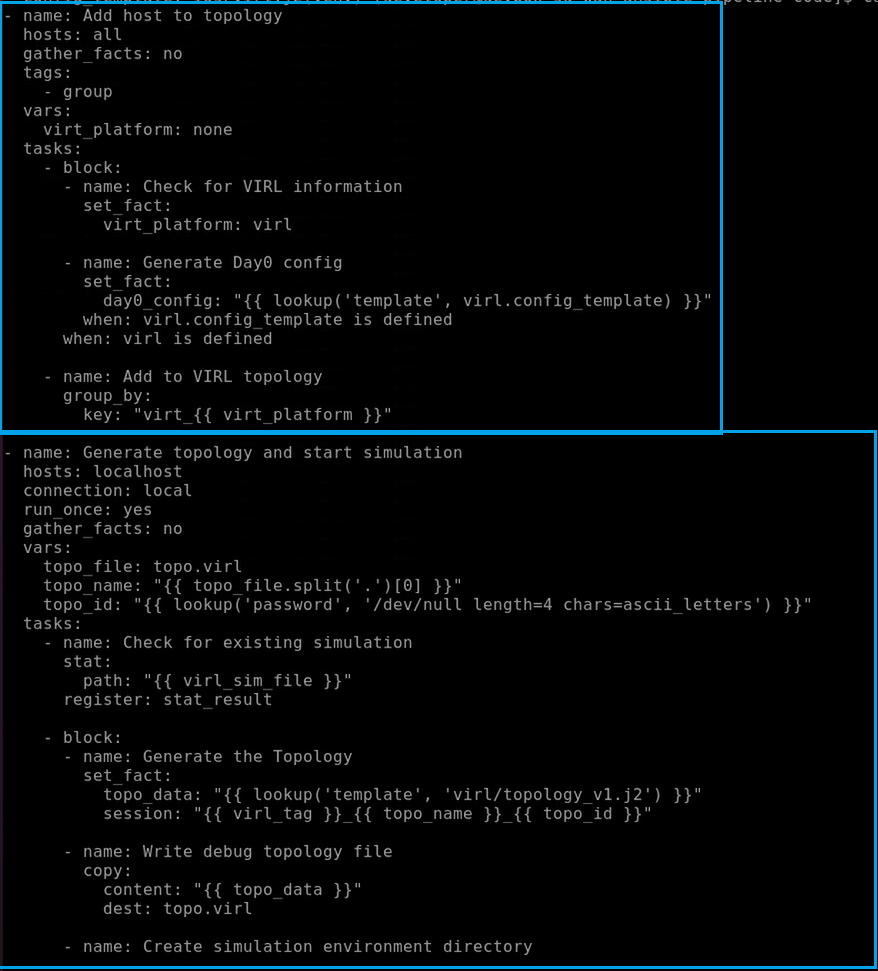 - name: Add host to topology
  hosts: all
  gather_facts: no
  tags:
    - group
  vars:
    virt_platform: none
  tasks:
    - block:
      - name: Check for VIRL information
        set_fact:
          virt_platform: virl

      - name: Generate Day0 config
        set_fact:
          day0_config: "{{ lookup('template', virl.config_template) }}"
        when: virl.config_template is defined
      when: virl is defined

    - name: Add to VIRL topology
      group_by:
        key: "virt_{{ virt_platform }}"

- name: Generate topology and start simulation
  hosts: localhost
  connection: local
  run_once: yes
  gather_facts: no
  vars:
    topo_file: topo.virl
    topo_name: "{{ topo_file.split('.')[0] }}"
    topo_id: "{{ lookup('password', '/dev/null length=4 chars=ascii_letters') }}"
  tasks:
    - name: Check for existing simulation
      stat:
        path: "{{ virl_sim_file }}"
      register: stat_result

    - block:
      - name: Generate the Topology
        set_fact:
          topo_data: "{{ lookup('template', 'virl/topology_v1.j2') }}"
          session: "{{ virl_tag }}_{{ topo_name }}_{{ topo_id }}"

      - name: Write debug topology file
        copy:
          content: "{{ topo_data }}"
          dest: topo.virl

      - name: Create simulation environment directory